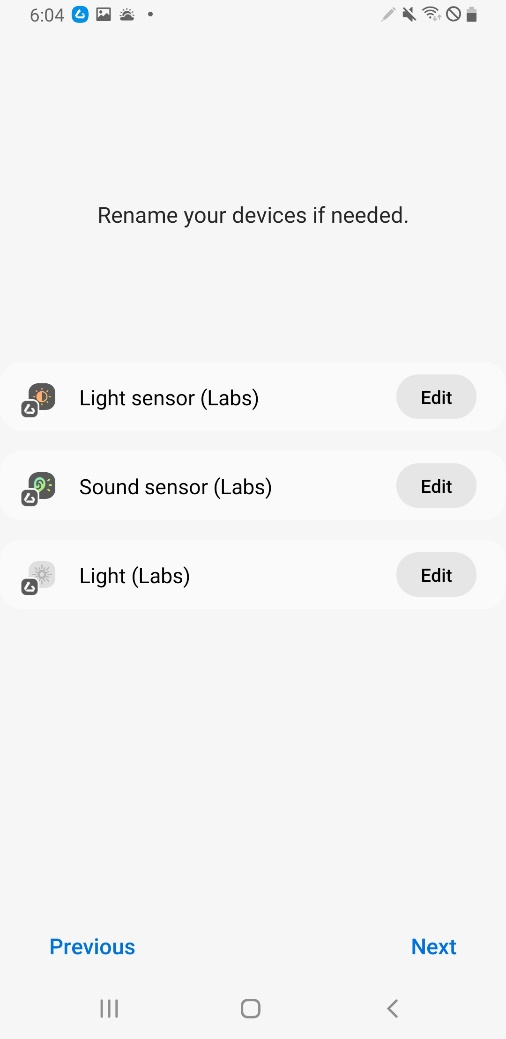 6:04
Rename your devices if needed.
Light sensor (Labs) Edit
Sound sensor (Labs) Edit
Light (Labs) Edit
Previous Next